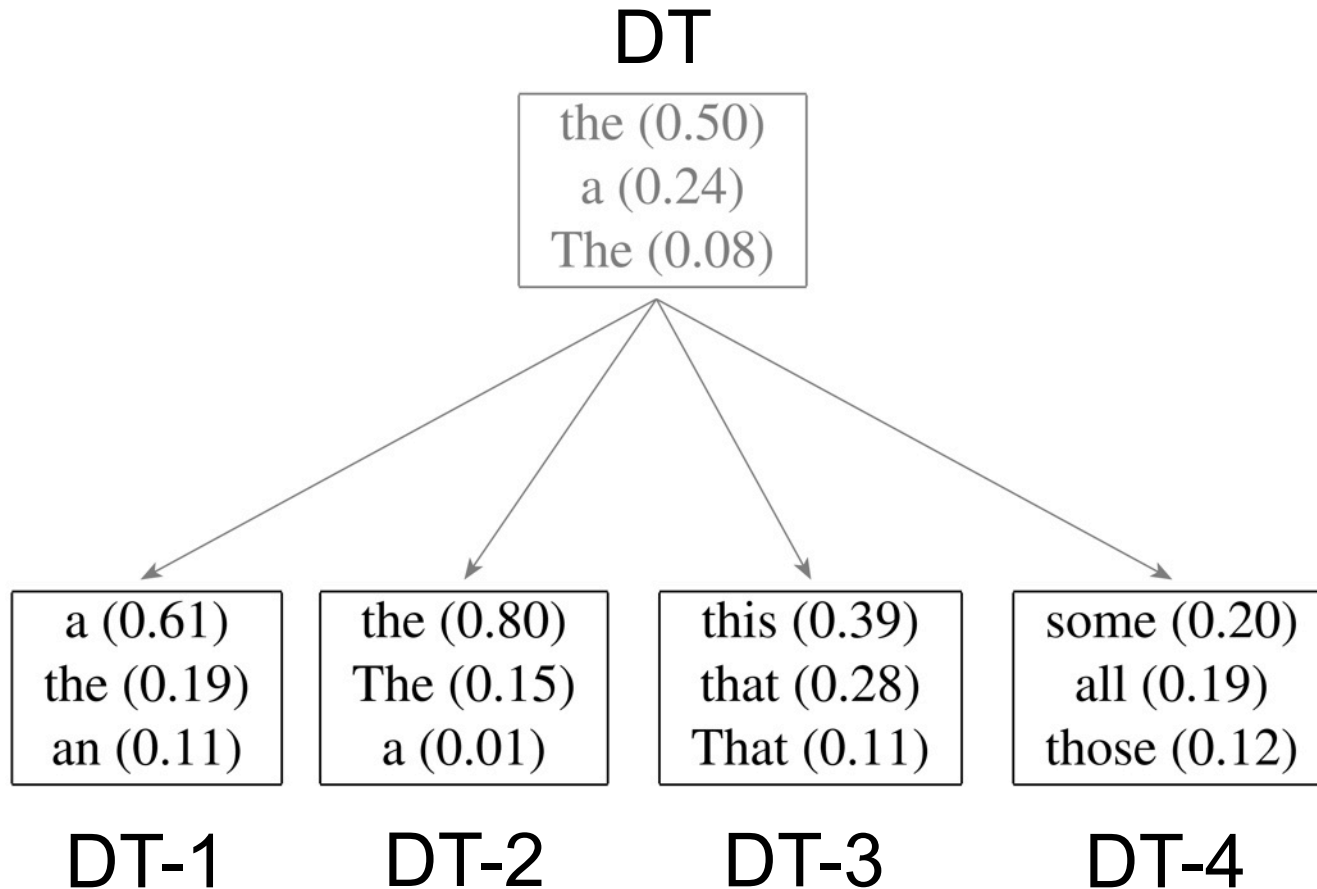 DT
the (0.50)
a (0.24)
The (0.08)
a (0.61)
the (0.19)
an (0.11)
DT-1
the (0.80)
The (0.15)
a (0.01)
DT-2
this (0.39)
that (0.28)
That (0.11)
DT-3
some (0.20)
all (0.19)
those (0.12)
DT-4